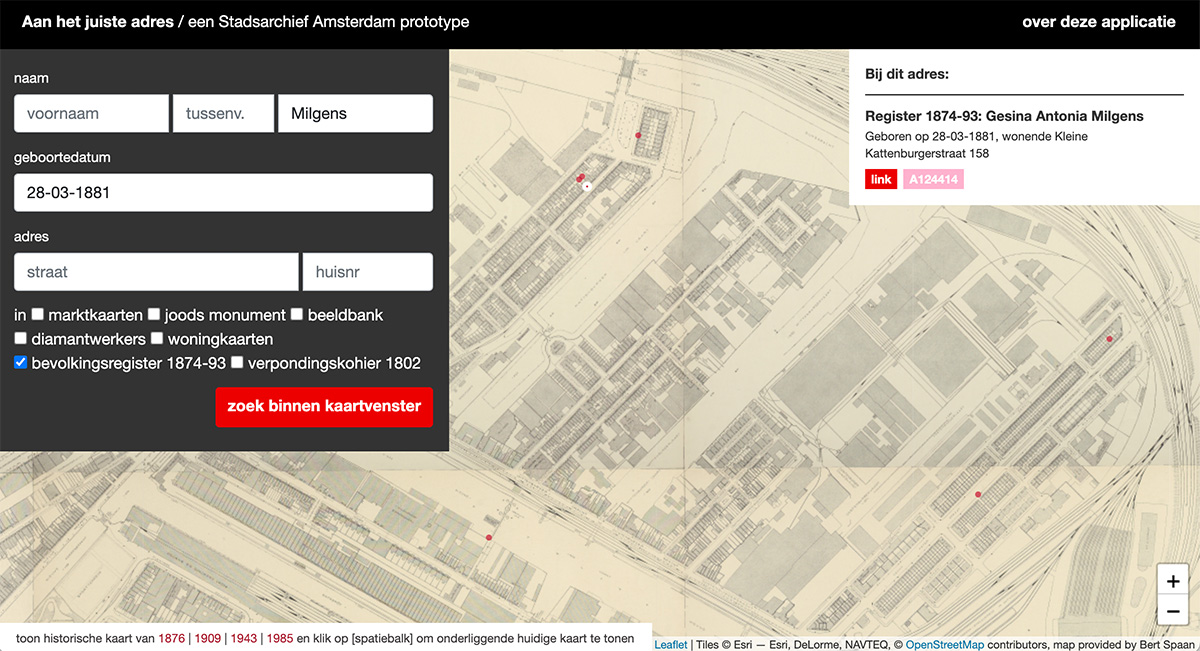 Aan het juiste adres / een Stadsarchief Amsterdam prototype
over deze applicatie
naam
voornaam
tussenv.
Milgens
geboortedatum
28-03-1881
adres
straat
huisnr
in marktkaarten joods monument beeldbank
diamantwerkers woningkaarten
bevolkingsregister 1874-93 verpondingskohier 1802
zoek binnen kaartvenster
Bij dit adres:
Register 1874-93: Gesina Antonia Milgens
Geboren op 28-03-1881, wonende Kleine
Kattenburgerstraat 158
link A124414
+
−
toon historische kaart van 1876 | 1909 | 1943 | 1985 en klik op [spatiebalk] om onderliggende huidige kaart te tonen
Leaflet | Tiles © Esri — Esri, DeLorme, NAVTEQ, © OpenStreetMap contributors, map provided by Bert Spaan